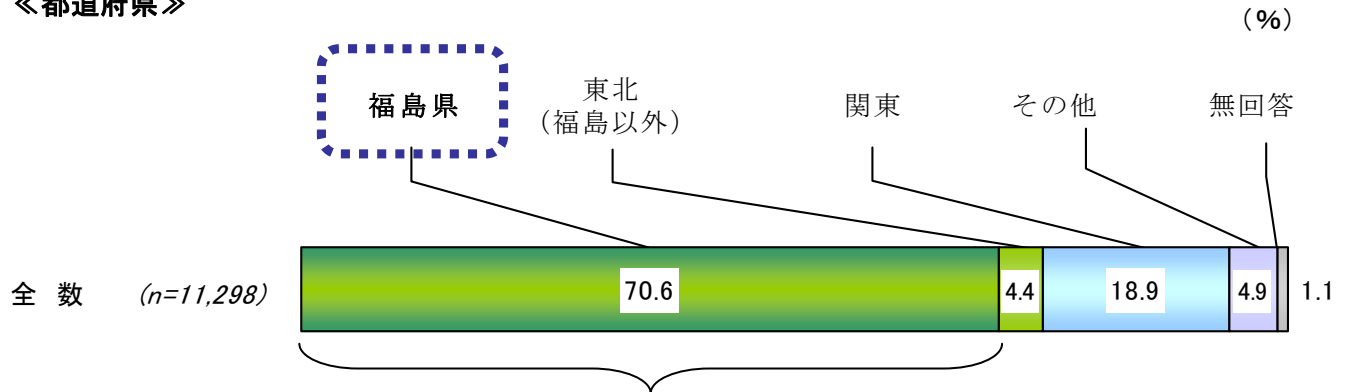 ≪都道府県≫
(%)
福島県
東北
(福島以外)
関東
その他
無回答
全 数 (n=11,298)
70.6
4.4
18.9
4.9
1.1